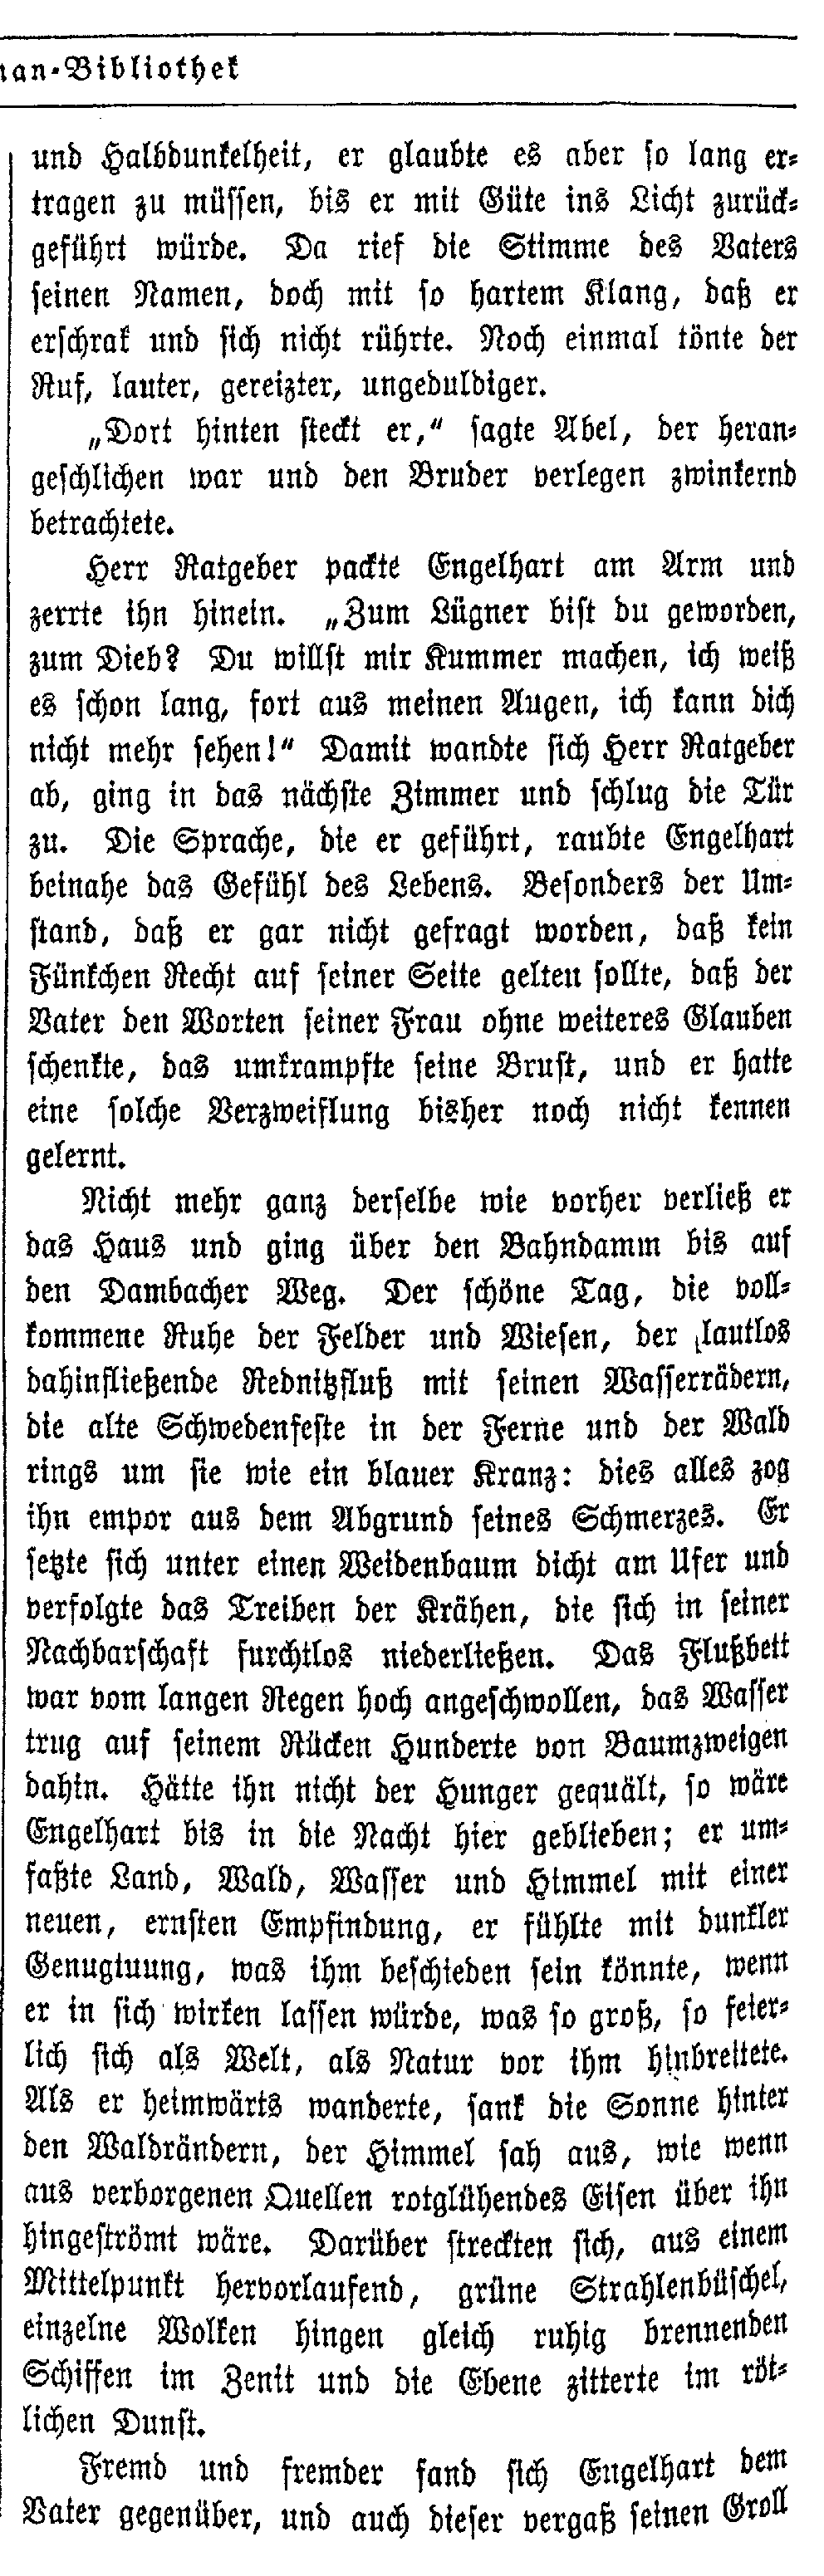 nan-Bibliothek
und Halbdunkelheit, er glaubte es aber so lang er-
tragen zu müssen, bis er mit Güte ins Licht zurück-
geführt würde. Da rief die Stimme des Vaters
seinen Namen, doch mit so hartem Klang, daß er
erschrak und sich nicht rührte. Noch einmal tönte der
Ruf, lauter, gereizter, ungeduldiger.
„Dort hinten steckt er,“ sagte Abel, der heran-
geschlichen war und den Bruder verlegen zwinkernd
betrachtete.
Herr Ratgeber packte Engelhart am Arm und
zerrte ihn hinein. „Zum Lügner bist du geworden,
zum Dieb? Du willst mir Kummer machen, ich weiß
es schon lang, fort aus meinen Augen, ich kann dich
nicht mehr sehen!“ Damit wandte sich Herr Ratgeber
ab, ging in das nächste Zimmer und schlug die Tür
zu. Die Sprache, die er geführt, raubte Engelhart
beinahe das Gefühl des Lebens. Besonders der Um-
stand, daß er gar nicht gefragt worden, daß kein
Fünkchen Recht auf seiner Seite gelten sollte, daß der
Vater den Worten seiner Frau ohne weiteres Glauben
schenkte, das umkrampfte seine Brust, und er hatte
eine solche Verzweiflung bisher noch nicht kennen
gelernt.
Nicht mehr ganz derselbe wie vorher verließ er
das Haus und ging über den Bahndamm bis auf
den Dambacher Weg. Der schöne Tag, die voll-
kommene Ruhe der Felder und Wiesen, der lautlos
dahinfließende Rednitzfluß mit seinen Wasserrädern,
die alte Schwedenfeste in der Ferne und der Wald
rings um sie wie ein blauer Kranz: dies alles zog
ihn empor aus dem Abgrund seines Schmerzes. Er
setzte sich unter einen Weidenbaum dicht am Ufer und
verfolgte das Treiben der Krähen, die sich in seiner
Nachbarschaft furchtlos niederließen. Das Flußbett
war vom langen Regen hoch angeschwollen, das Wasser
trug auf seinem Rücken Hunderte von Baumzweigen
dahin. Hätte ihn nicht der Hunger gequält, so wäre
Engelhart bis in die Nacht hier geblieben; er um-
faßte Land, Wald, Wasser und Himmel mit einer
neuen, ernsten Empfindung, er fühlte mit dunkler
Genugtuung, was ihm beschieden sein könnte, wenn
er in sich wirken lassen würde, was so groß, so feier-
lich sich als Welt, als Natur vor ihm hinbreitete.
Als er heimwärts wanderte, sank die Sonne hinter
den Waldrändern, der Himmel sah aus, wie wenn
aus verborgenen Quellen rotglühendes Eisen über ihn
hingeströmt wäre. Darüber streckten sich, aus einem
Mittelpunkt hervorlaufend, grüne Strahlenbüschel,
einzelne Wolken hingen gleich ruhig brennenden
Schiffen im Zenit und die Ebene zitterte im röt-
lichen Dunst.
Fremd und fremder fand sich Engelhart dem
Vater gegenüber, und auch dieser vergaß seinen Groll